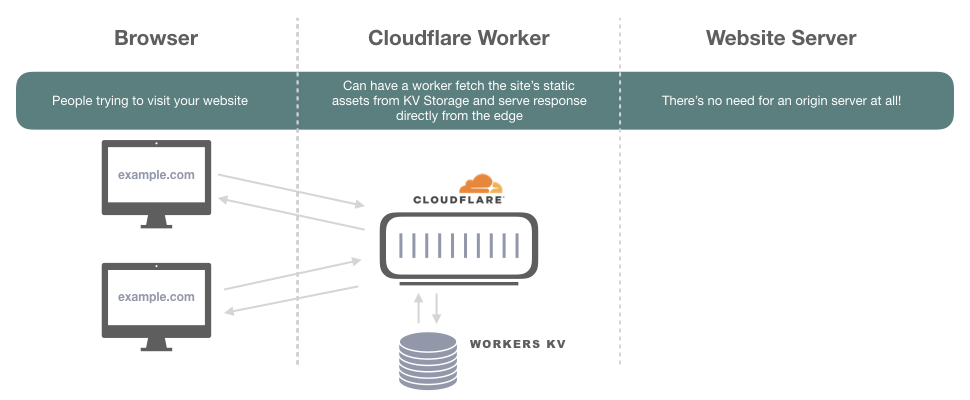 Browser
Cloudflare Worker
Website Server
People trying to visit your website
Can have a worker fetch the site's static
assets from KV Storage and serve response
directly from the edge
There's no need for an origin server at all!
example.com
CLOUDFLARE
example.com
WORKERS KV